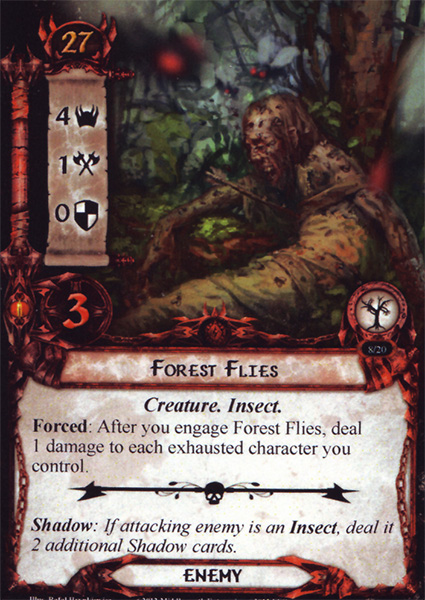 27
4
1
0
3
8/20
FOREST FLIES
Creature. Insect.
Forced: After you engage Forest Flies, deal
1 damage to each exhausted character you
control.
Shadow: If attacking enemy is an Insect, deal it
2 additional Shadow cards.
ENEMY